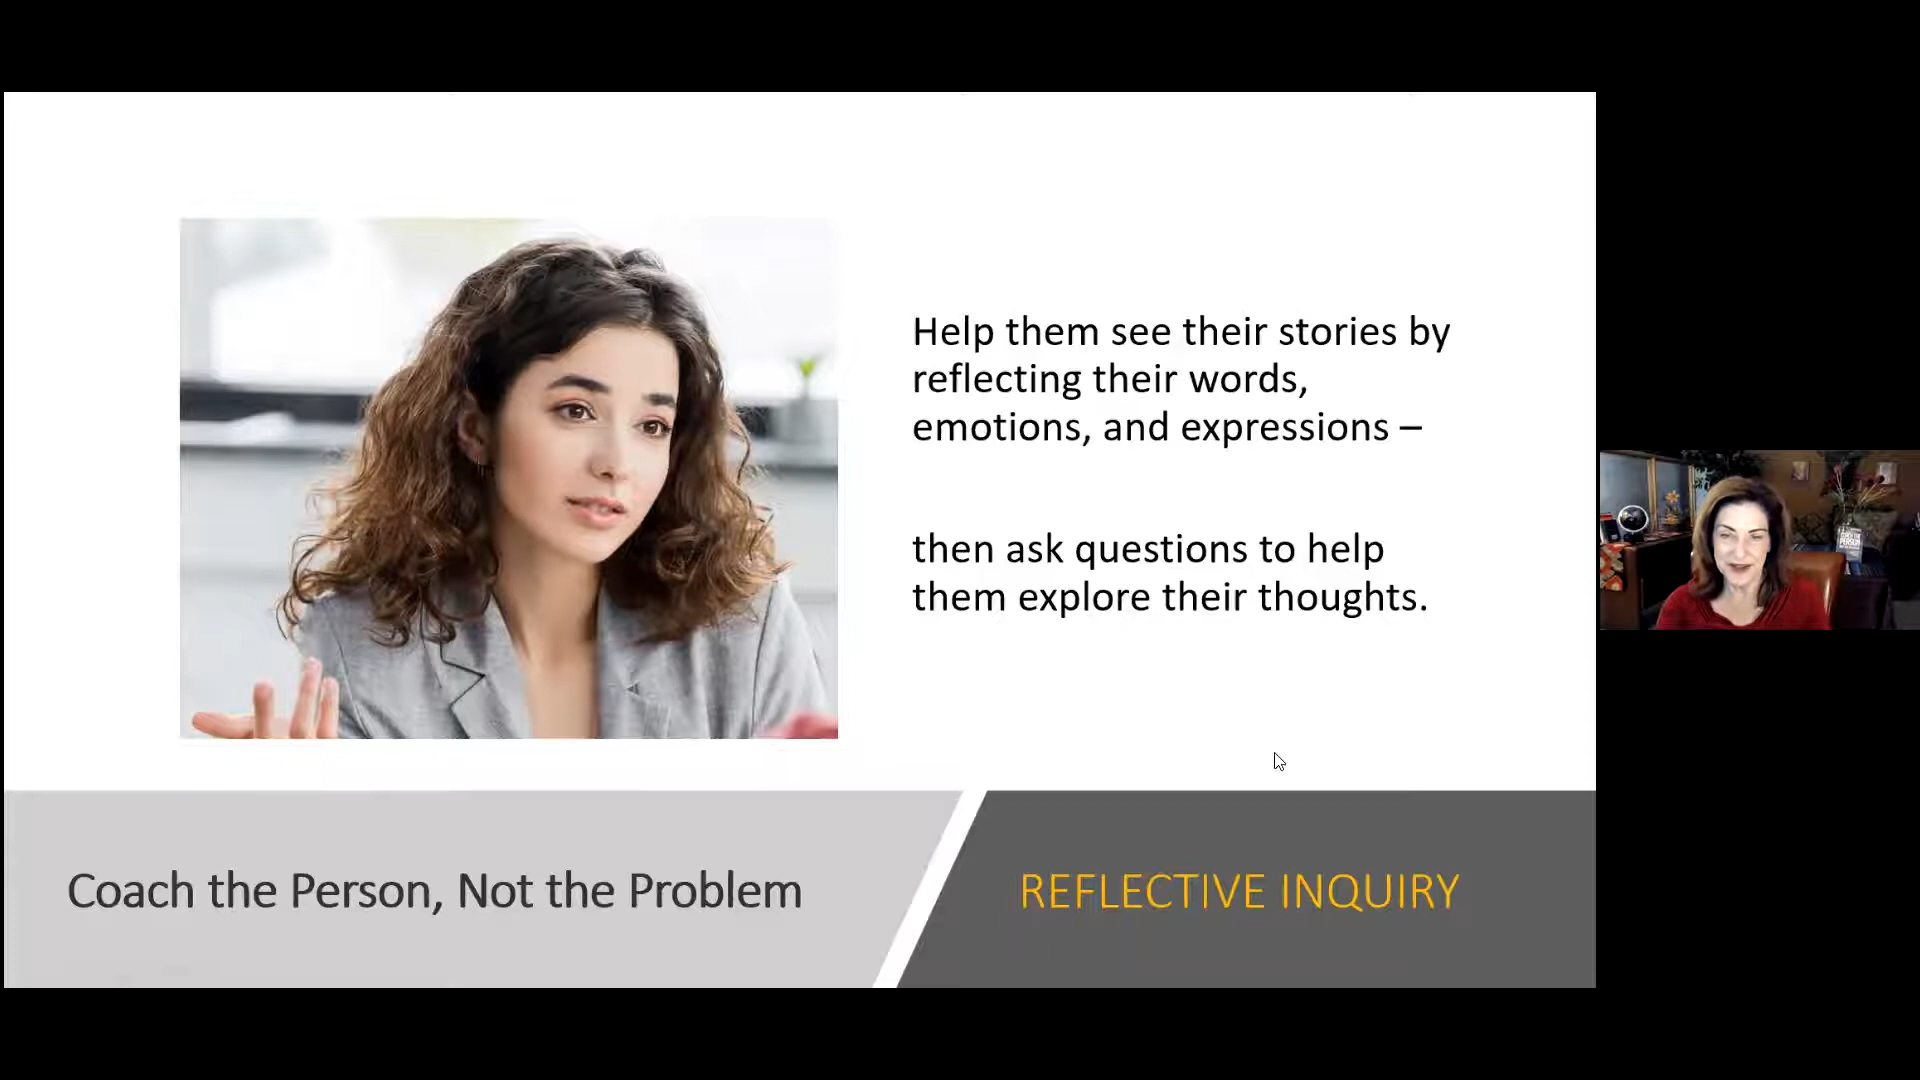 Help them see their stories by
reflecting their words,
emotions, and expressions –
then ask questions to help
them explore their thoughts.
Coach the Person, Not the Problem
REFLECTIVE INQUIRY